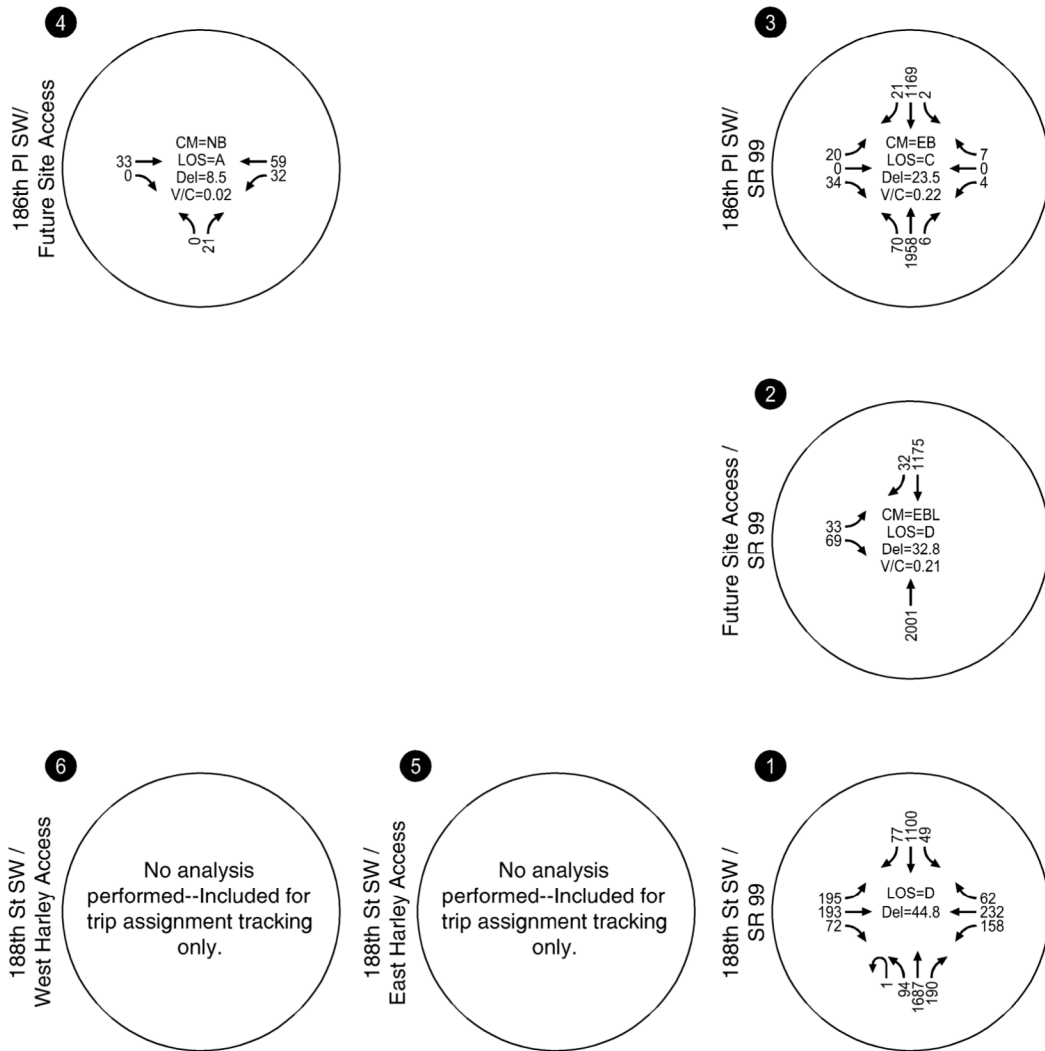 4
186th Pl SW/
Future Site Access
CM=NB
LOS=A
Del=8.5
V/C=0.02
33
0
59
32
0
21
3
186th Pl SW/
SR 99
21
1169
2
20
0
34
CM=EB
LOS=C
Del=23.5
V/C=0.22
7
0
4
70
1958
6
2
Future Site Access /
SR 99
32
1175
33
69
CM=EBL
LOS=D
Del=32.8
V/C=0.21
2001
6
188th St SW /
West Harley Access
No analysis
performed--Included for
trip assignment tracking
only.
5
188th St SW /
East Harley Access
No analysis
performed--Included for
trip assignment tracking
only.
1
188th St SW /
SR 99
77
1100
49
195
193
72
LOS=D
Del=44.8
62
232
158
1
94
1687
190